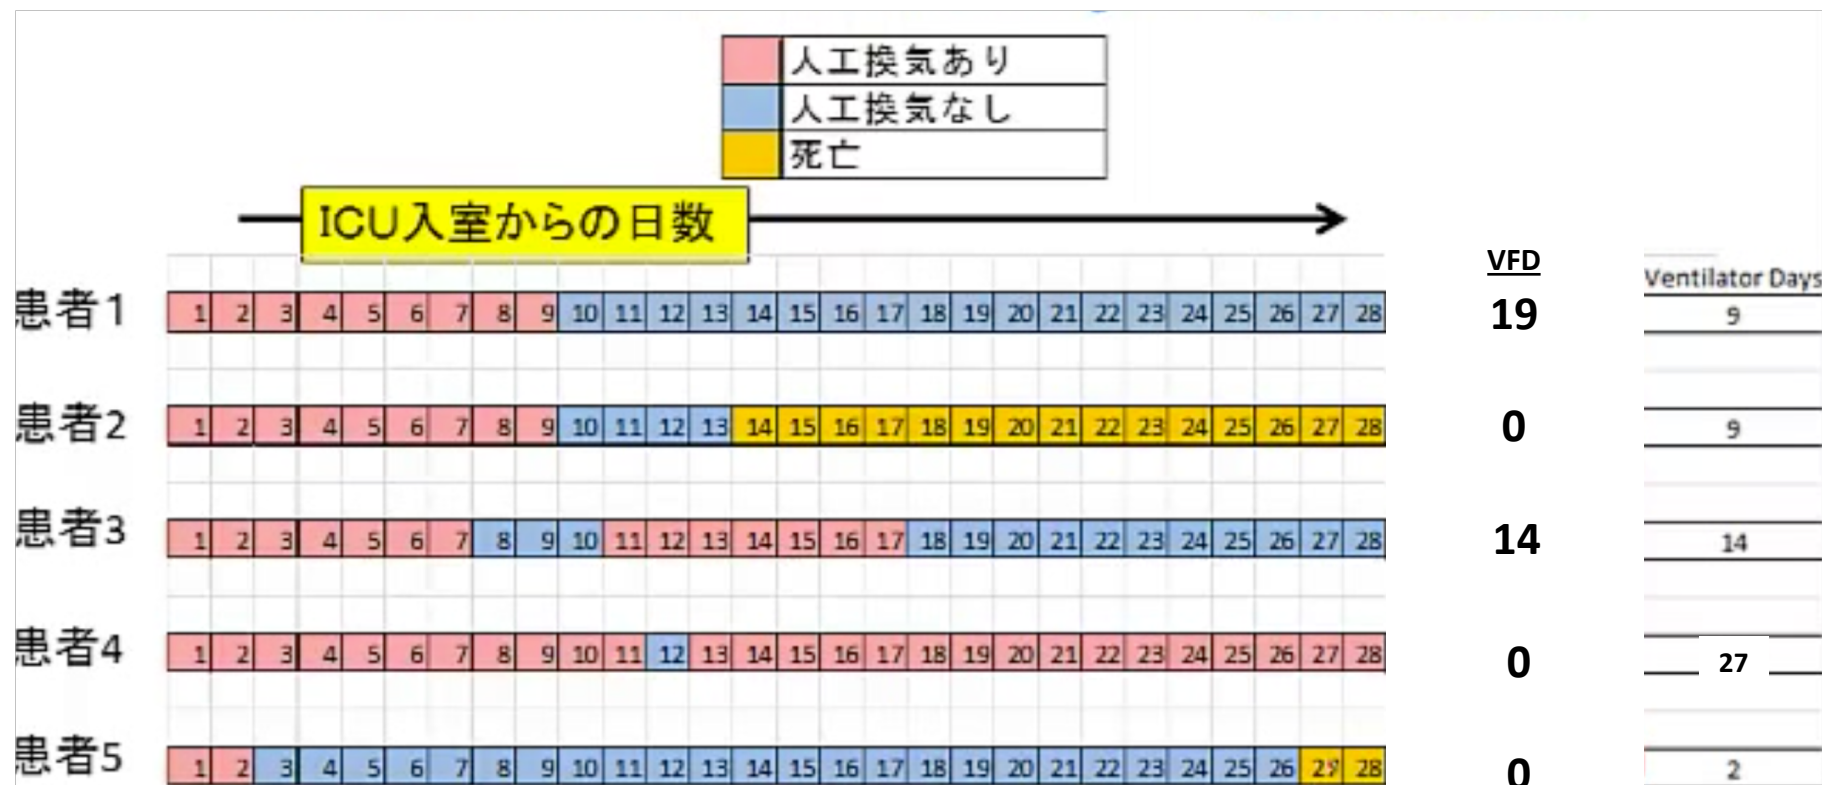 人工換気あり
人工換気なし
死亡
ICU入室からの日数
VFD
Ventilator Days
患者1 1 2 3 4 5 6 7 8 9 10 11 12 13 14 15 16 17 18 19 20 21 22 23 24 25 26 27 28 19 9
患者2 1 2 3 4 5 6 7 8 9 10 11 12 13 14 15 16 17 18 19 20 21 22 23 24 25 26 27 28 0 9
患者3 1 2 3 4 5 6 7 8 9 10 11 12 13 14 15 16 17 18 19 20 21 22 23 24 25 26 27 28 14 14
患者4 1 2 3 4 5 6 7 8 9 10 11 12 13 14 15 16 17 18 19 20 21 22 23 24 25 26 27 28 0 27
患者5 1 2 3 4 5 6 7 8 9 10 11 12 13 14 15 16 17 18 19 20 21 22 23 24 25 26 28 0 2